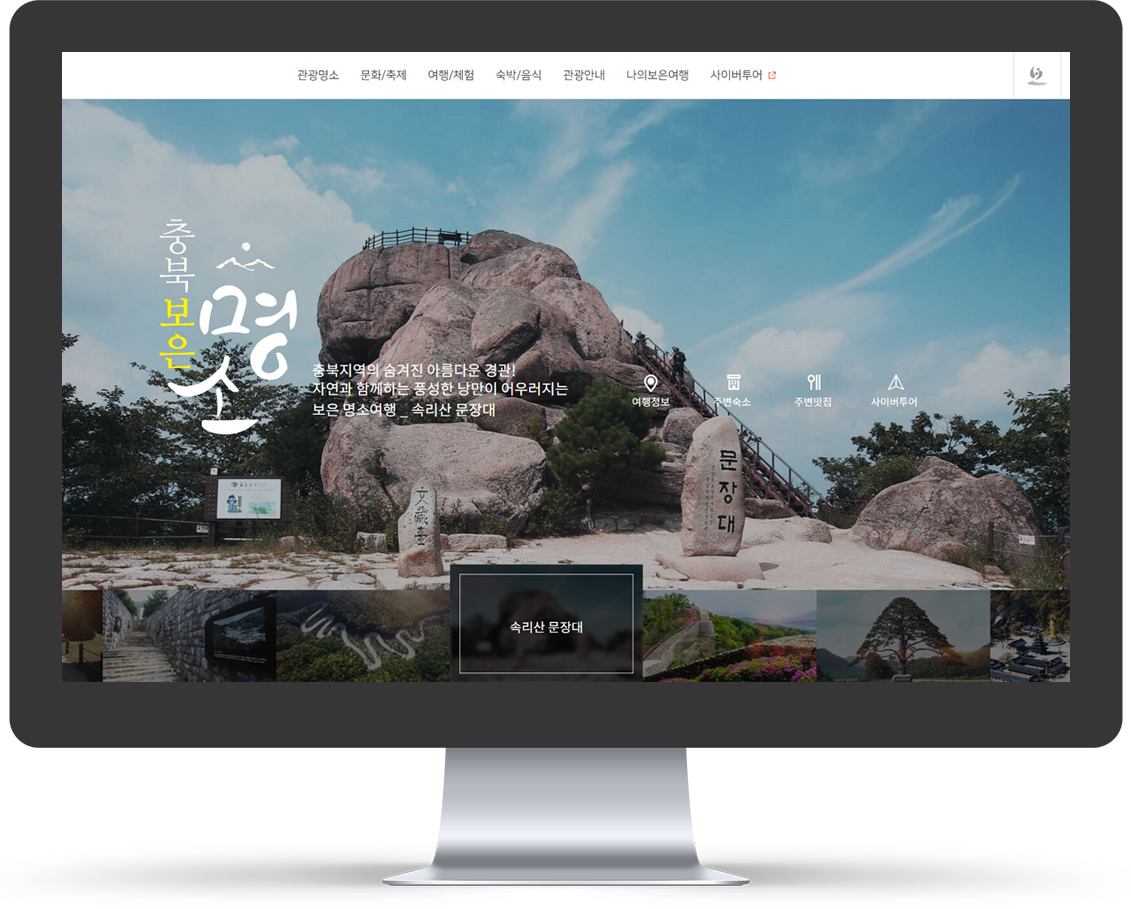 관광명소 문화/축제 여행/체험 숙박/음식 관광안내 나의보은여행 사이버투어
충북
보은
명소
충북지역의 숨겨진 아름다운 경관!
자연과 함께하는 풍성한 낭만이 어우러지는
보은 명소여행 _ 속리산 문장대
여행정보 주변숙소 주변맛집 사이버투어
문장대
文藏臺
속리산 문장대